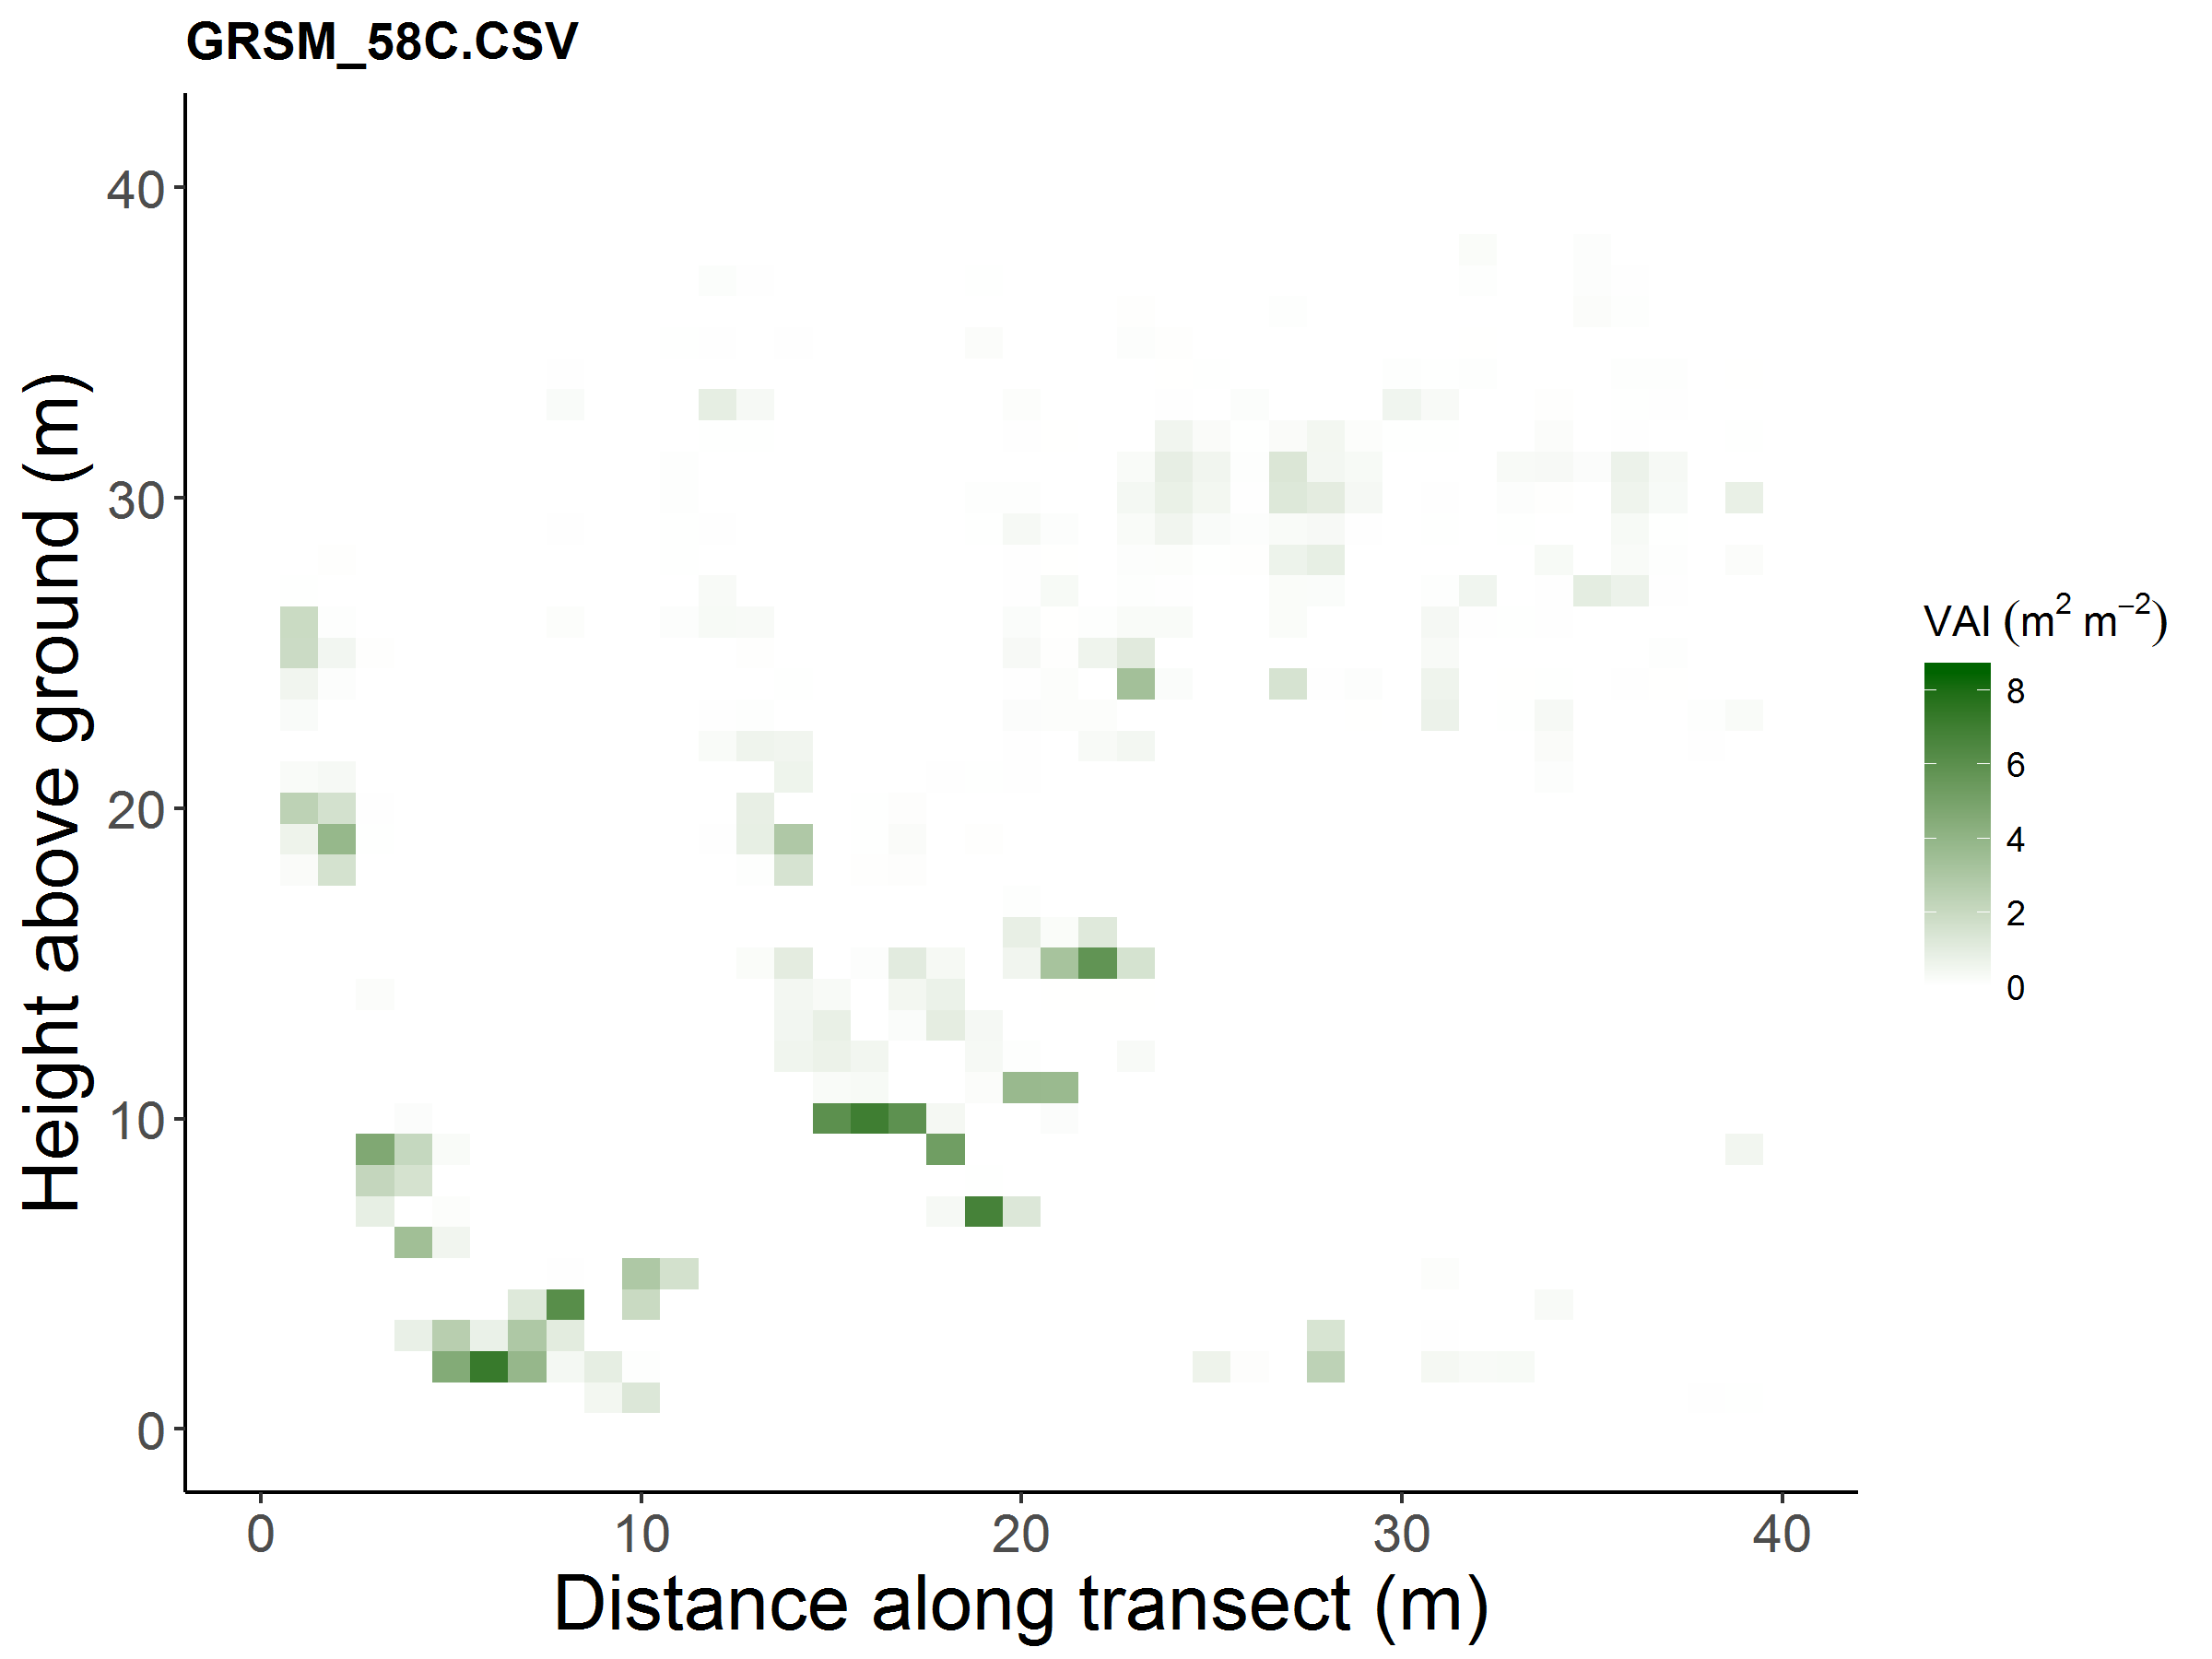 GRSM_58C.CSV
Height above ground (m)
40
30
20
10
0
0 10 20 30 40
Distance along transect (m)
VAI (m² m⁻²)
8
6
4
2
0